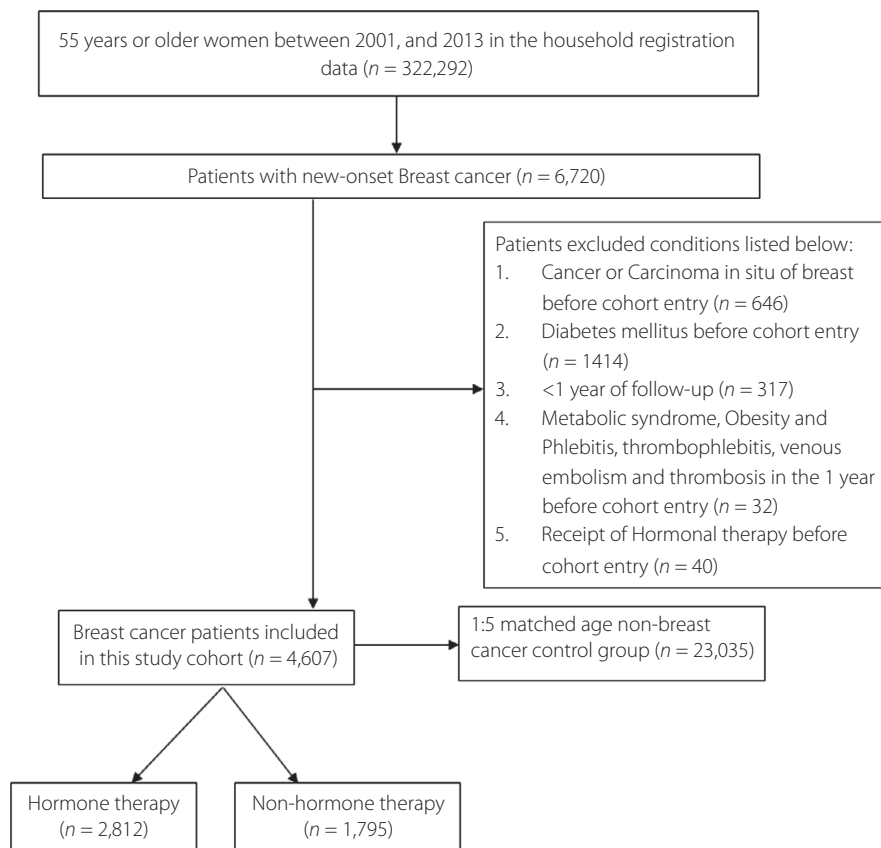 55 years or older women between 2001, and 2013 in the household registration
data (n = 322,292)
Patients with new-onset Breast cancer (n = 6,720)
Patients excluded conditions listed below:
1. Cancer or Carcinoma in situ of breast
before cohort entry (n = 646)
2. Diabetes mellitus before cohort entry
(n = 1414)
3. <1 year of follow-up (n = 317)
4. Metabolic syndrome, Obesity and
Phlebitis, thrombophlebitis, venous
embolism and thrombosis in the 1 year
before cohort entry (n = 32)
5. Receipt of Hormonal therapy before
cohort entry (n = 40)
Breast cancer patients included
in this study cohort (n = 4,607)
1:5 matched age non-breast
cancer control group (n = 23,035)
Hormone therapy
(n = 2,812)
Non-hormone therapy
(n = 1,795)